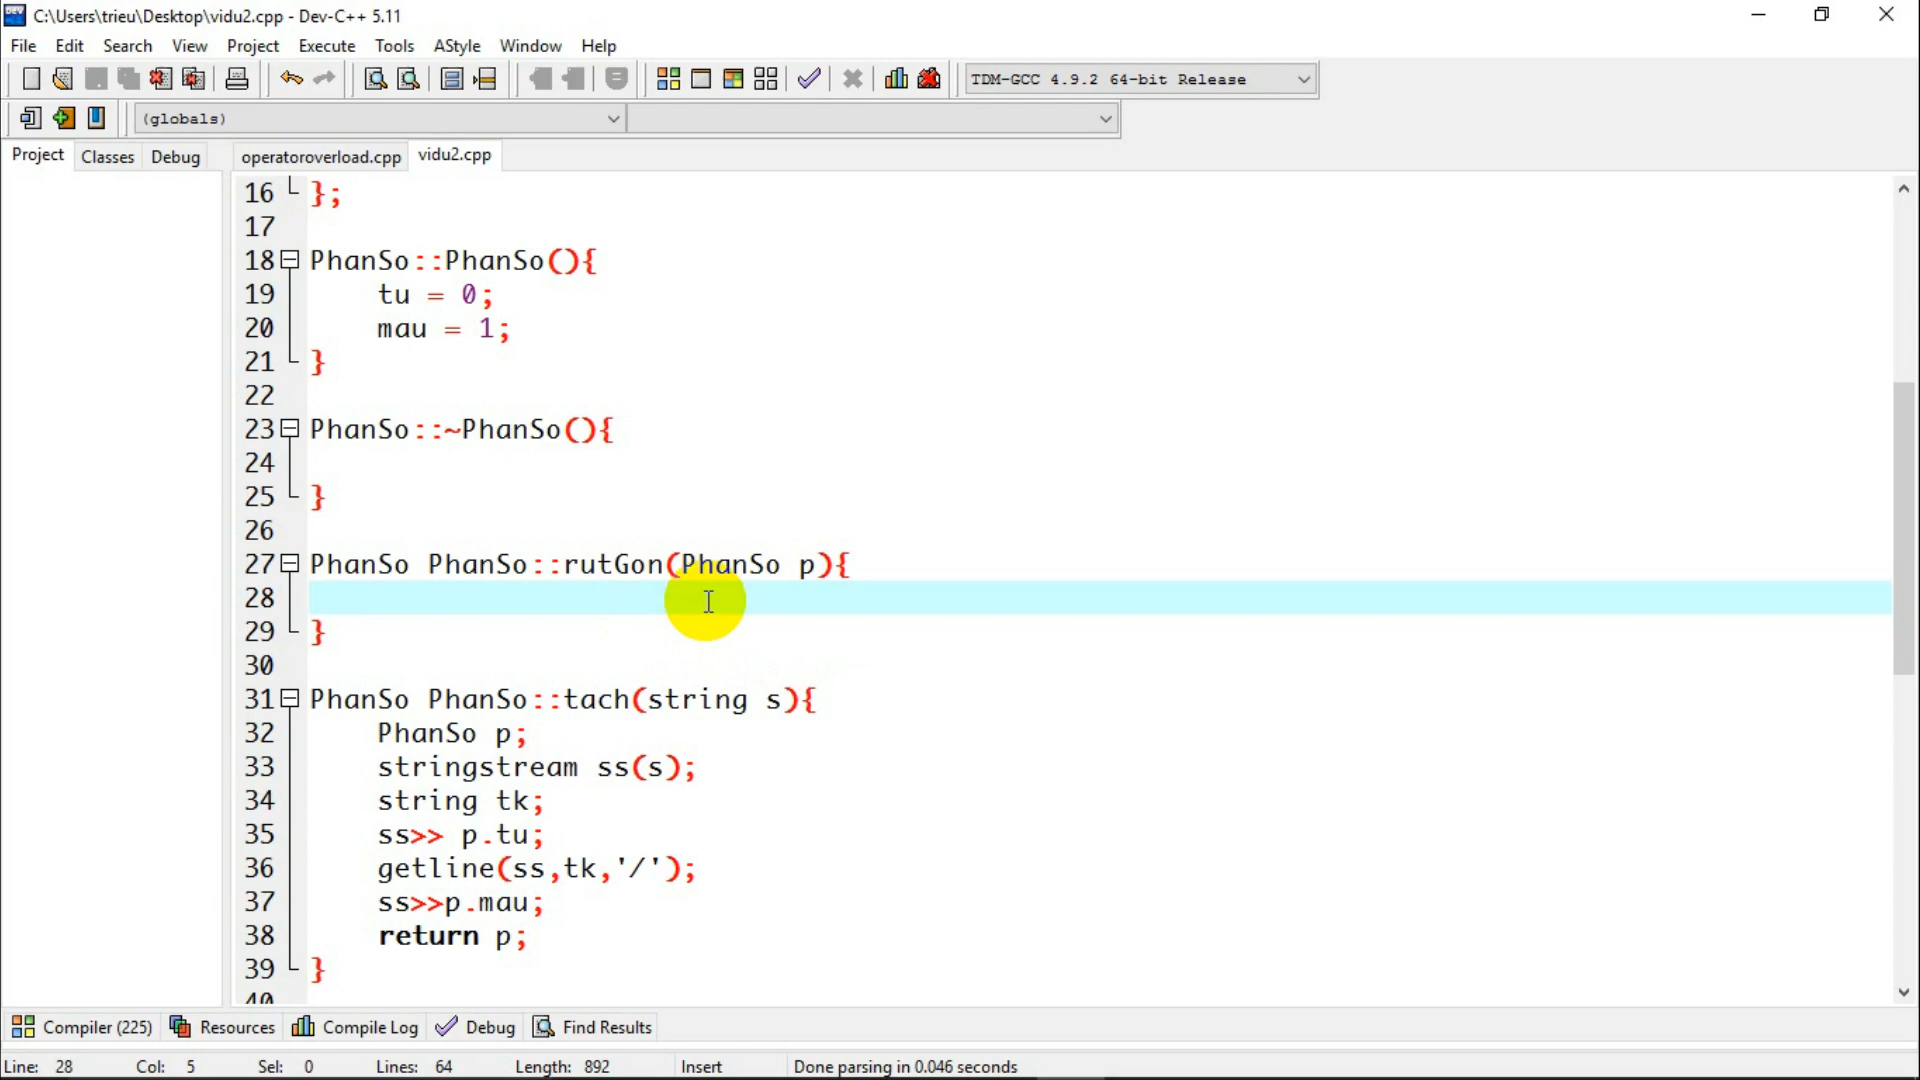 C:\Users\trieu\Desktop\vidu2.cpp - Dev-C++ 5.11
File Edit Search View Project Execute Tools AStyle Window Help
TDM-GCC 4.9.2 64-bit Release
(globals)
Project Classes Debug operatoroverload.cpp vidu2.cpp
16 };
17
18 PhanSo::PhanSo(){
19 tu = 0;
20 mau = 1;
21 }
22
23 PhanSo::~PhanSo(){
24
25 }
26
27 PhanSo PhanSo::rutGon(PhanSo p){
28
29 }
30
31 PhanSo PhanSo::tach(string s){
32 PhanSo p;
33 stringstream ss(s);
34 string tk;
35 ss>> p.tu;
36 getline(ss,tk,'/');
37 ss>>p.mau;
38 return p;
39 }
40
Compiler (225) Resources Compile Log Debug Find Results
Line: 28 Col: 5 Sel: 0 Lines: 64 Length: 892 Insert Done parsing in 0.046 seconds